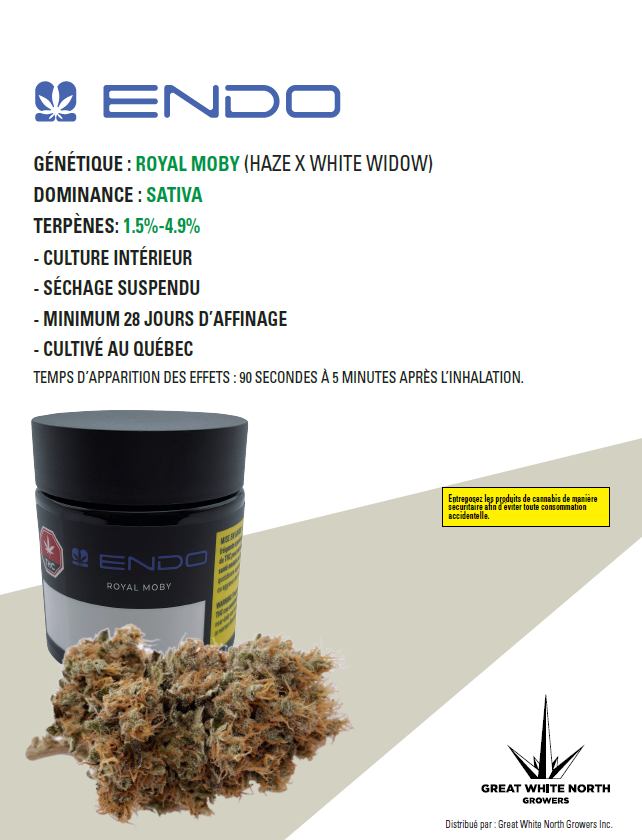 ENDO
GÉNÉTIQUE : ROYAL MOBY (HAZE X WHITE WIDOW)
DOMINANCE : SATIVA
TERPÈNES: 1.5%-4.9%
- CULTURE INTÉRIEUR
- SÉCHAGE SUSPENDU
- MINIMUM 28 JOURS D'AFFINAGE
- CULTIVÉ AU QUÉBEC
TEMPS D'APPARITION DES EFFETS : 90 SECONDES À 5 MINUTES APRÈS L'INHALATION.
Entreposez les produits de cannabis de manière
sécuritaire afin d'éviter toute consommation
accidentelle.
THC
ENDO
ROYAL MOBY
GREAT WHITE NORTH
GROWERS
Distribué par : Great White North Growers Inc.